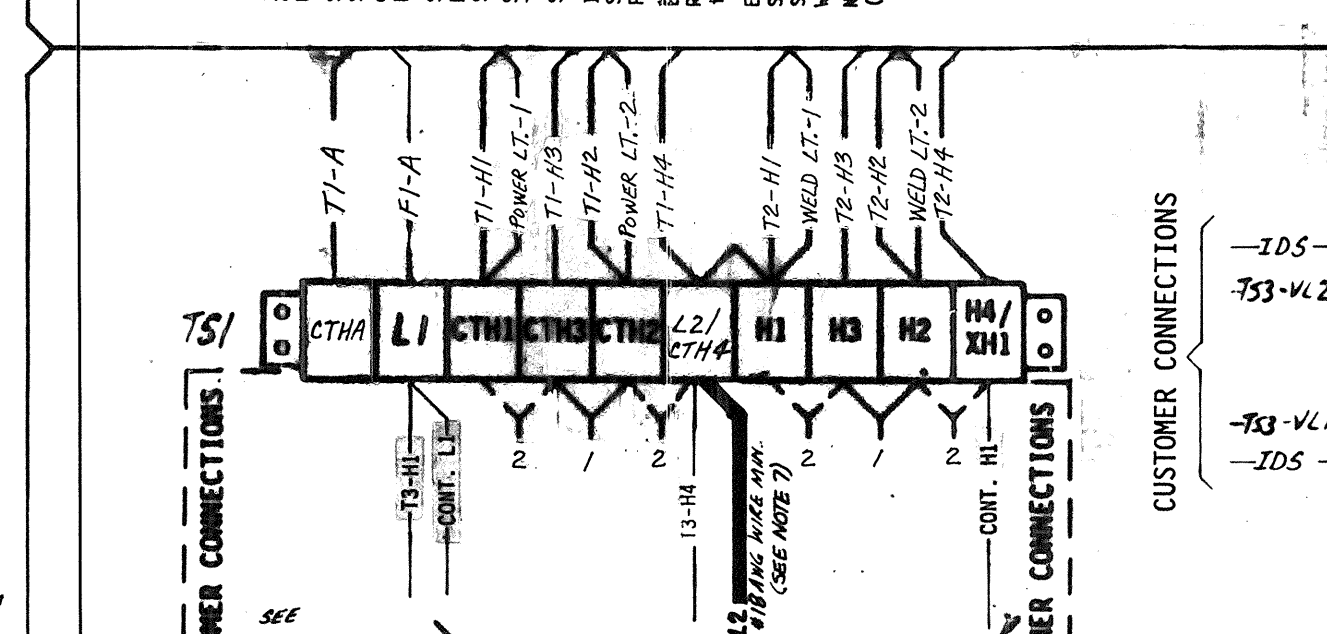 T1-A
F1-A
T1-H1
POWER LT.-1
T1-H3
T1-H2
POWER LT.-2
T1-H4
T2-H1
WELD LT.-1
T2-H3
T2-H2
WELD LT.-2
T2-H4
TS1
CTHA
L1
CTH1
CTH3
CTH2
L2/
CTH4
H1
H3
H2
H4/
XH1
2
1
2
2
1
2
T3-H1
CONT. L1
T3-H4
L2
#18 AWG WIRE MIN.
(SEE NOTE 7)
CONT. H1
MER CONNECTIONS
MER CONNECTIONS
SEE
CUSTOMER CONNECTIONS
IDS
TS3-VL2
TS3-VL
IDS